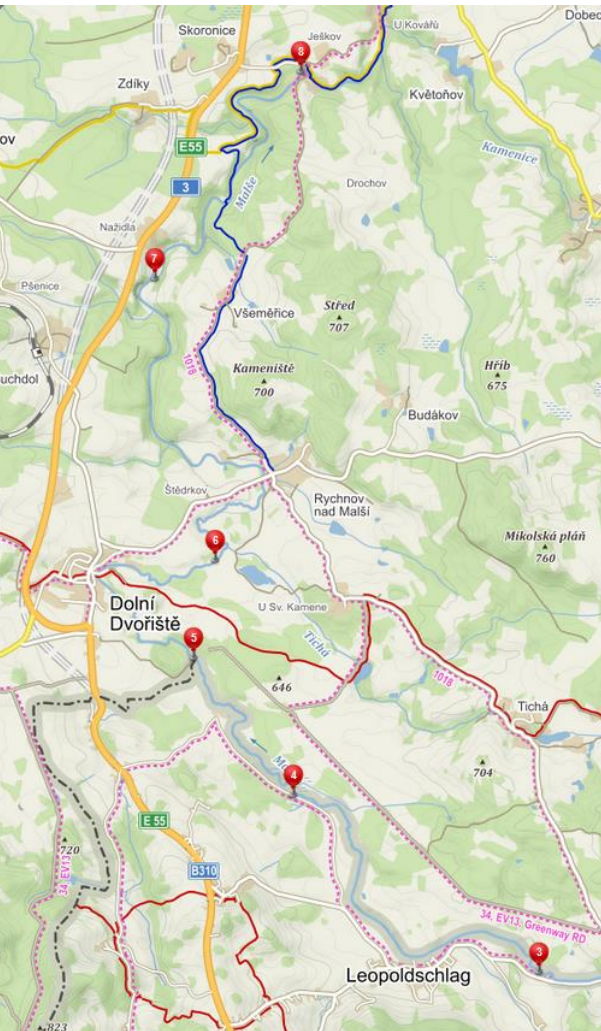 Dobec
U Kovářů
Skoronice
Ješkov
8
Zdíky
Květoňov
ov
E55
Kamenice
3
Malše
Drochov
Nažidla
7
Pšenice
Střed
707
Všeměřice
1018
Kameniště
700
Hřib
675
uchdol
Budákov
Štědrkov
Rychnov
nad Malší
6
Mikolská pláň
760
Dolní
Dvořiště
U Sv. Kamene
5
Tichá
1018
646
Tichá
4
704
E 55
720
34, EV13
B310
34, EV13, Greenway RD
3
Leopoldschlag
823